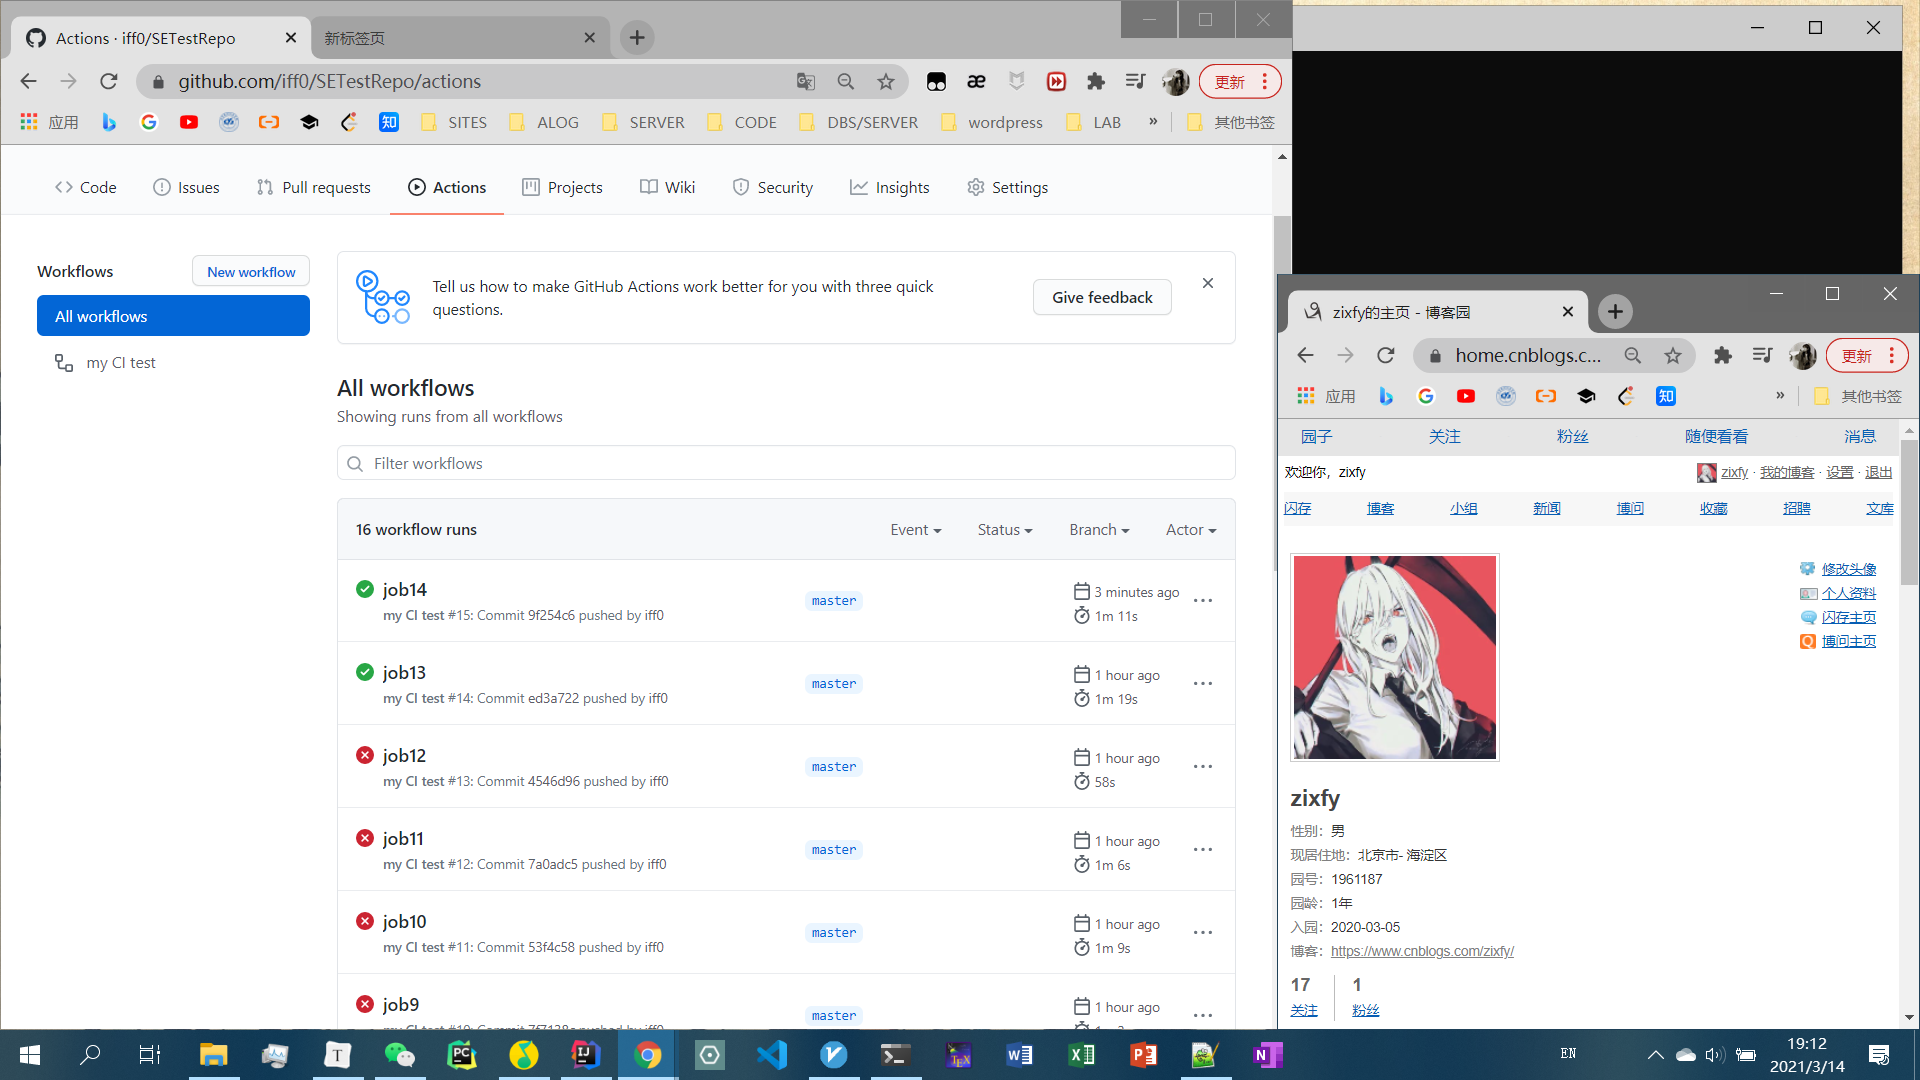 Actions · iff0/SETestRepo
新标签页
github.com/iff0/SETestRepo/actions
更新
应用
SITES
ALOG
SERVER
CODE
DBS/SERVER
wordpress
LAB
»
其他书签
Code
Issues
Pull requests
Actions
Projects
Wiki
Security
Insights
Settings
Workflows
New workflow
All workflows
my CI test
Tell us how to make GitHub Actions work better for you with three quick
questions.
Give feedback
All workflows
Showing runs from all workflows
Filter workflows
16 workflow runs
Event
Status
Branch
Actor
job14
my CI test #15: Commit 9f254c6 pushed by iff0
master
3 minutes ago
1m 11s
job13
my CI test #14: Commit ed3a722 pushed by iff0
master
1 hour ago
1m 19s
job12
my CI test #13: Commit 4546d96 pushed by iff0
master
1 hour ago
58s
job11
my CI test #12: Commit 7a0adc5 pushed by iff0
master
1 hour ago
1m 6s
job10
my CI test #11: Commit 53f4c58 pushed by iff0
master
1 hour ago
1m 9s
job9
master
1 hour ago
zixfy的主页 - 博客园
home.cnblogs.c...
更新
应用
知
»
其他书签
园子 关注 粉丝 随便看看 消息
欢迎你，zixfy
zixfy · 我的博客 · 设置 · 退出
闪存 博客 小组 新闻 博问 收藏 招聘 文库
修改头像
个人资料
闪存主页
博问主页
zixfy
性别：男
现居住地：北京市- 海淀区
园号：1961187
园龄：1年
入园：2020-03-05
博客：https://www.cnblogs.com/zixfy/
17
关注
1
粉丝
EN
19:12
2021/3/14